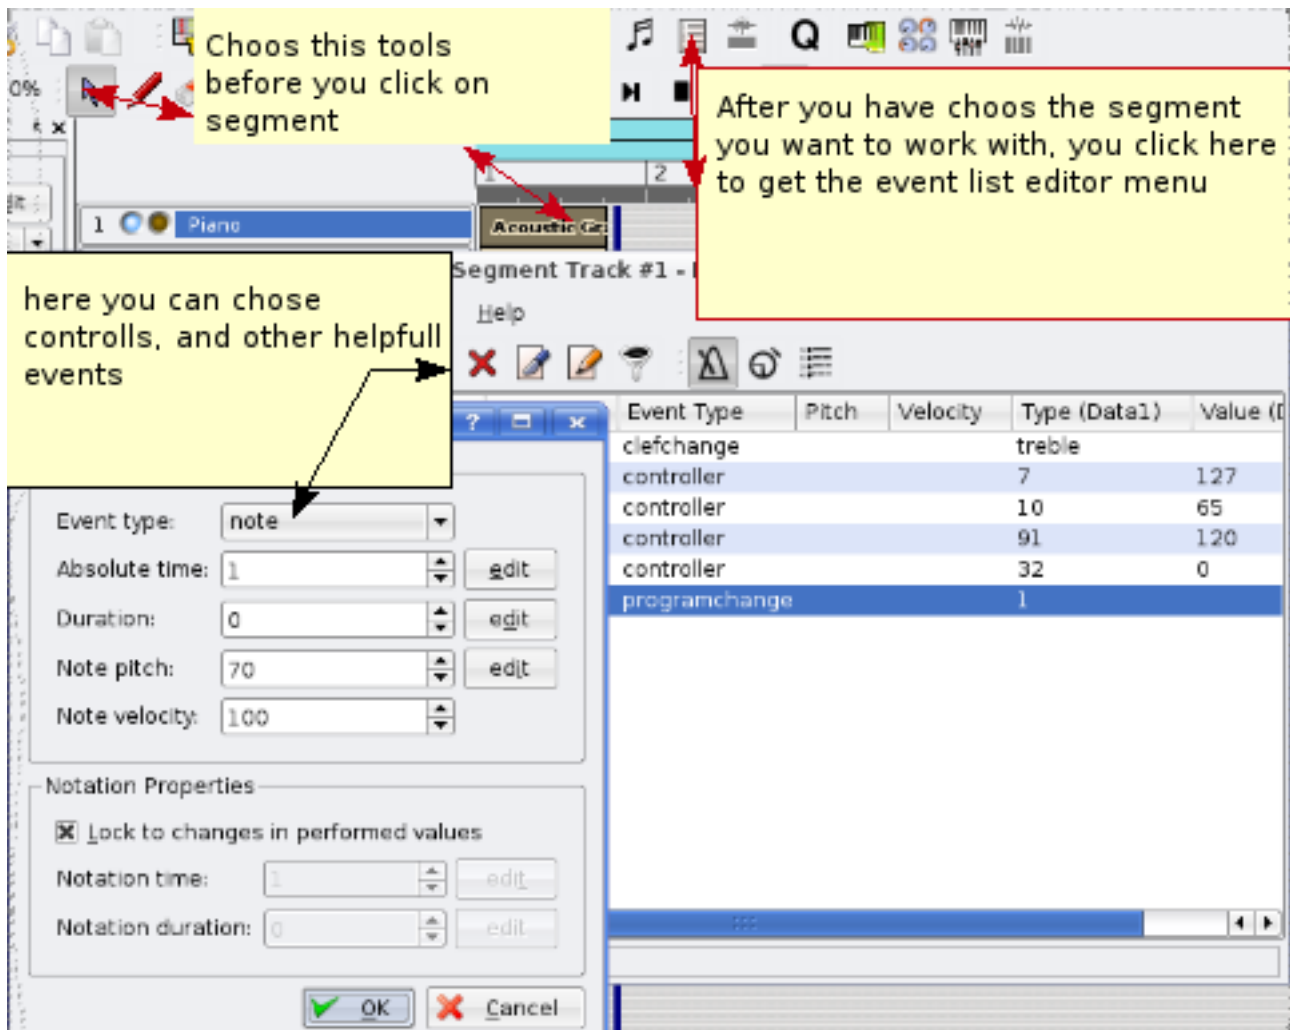 Choos this tools
before you click on
segment
Q
0%
After you have choos the segment
you want to work with, you click here
to get the event list editor menu
1 2
1 Piano
Acoustic Gr
Segment Track #1 -
Help
here you can chose
controlls, and other helpfull
events
Event Type Pitch Velocity Type (Data1) Value (D
clefchange treble
controller 7 127
controller 10 65
controller 91 120
controller 32 0
programchange 1
Event type: note
Absolute time: 1 edit
Duration: 0 edit
Note pitch: 70 edit
Note velocity: 100
Notation Properties
Lock to changes in performed values
Notation time: 1 edit
Notation duration: 0 edit
OK Cancel